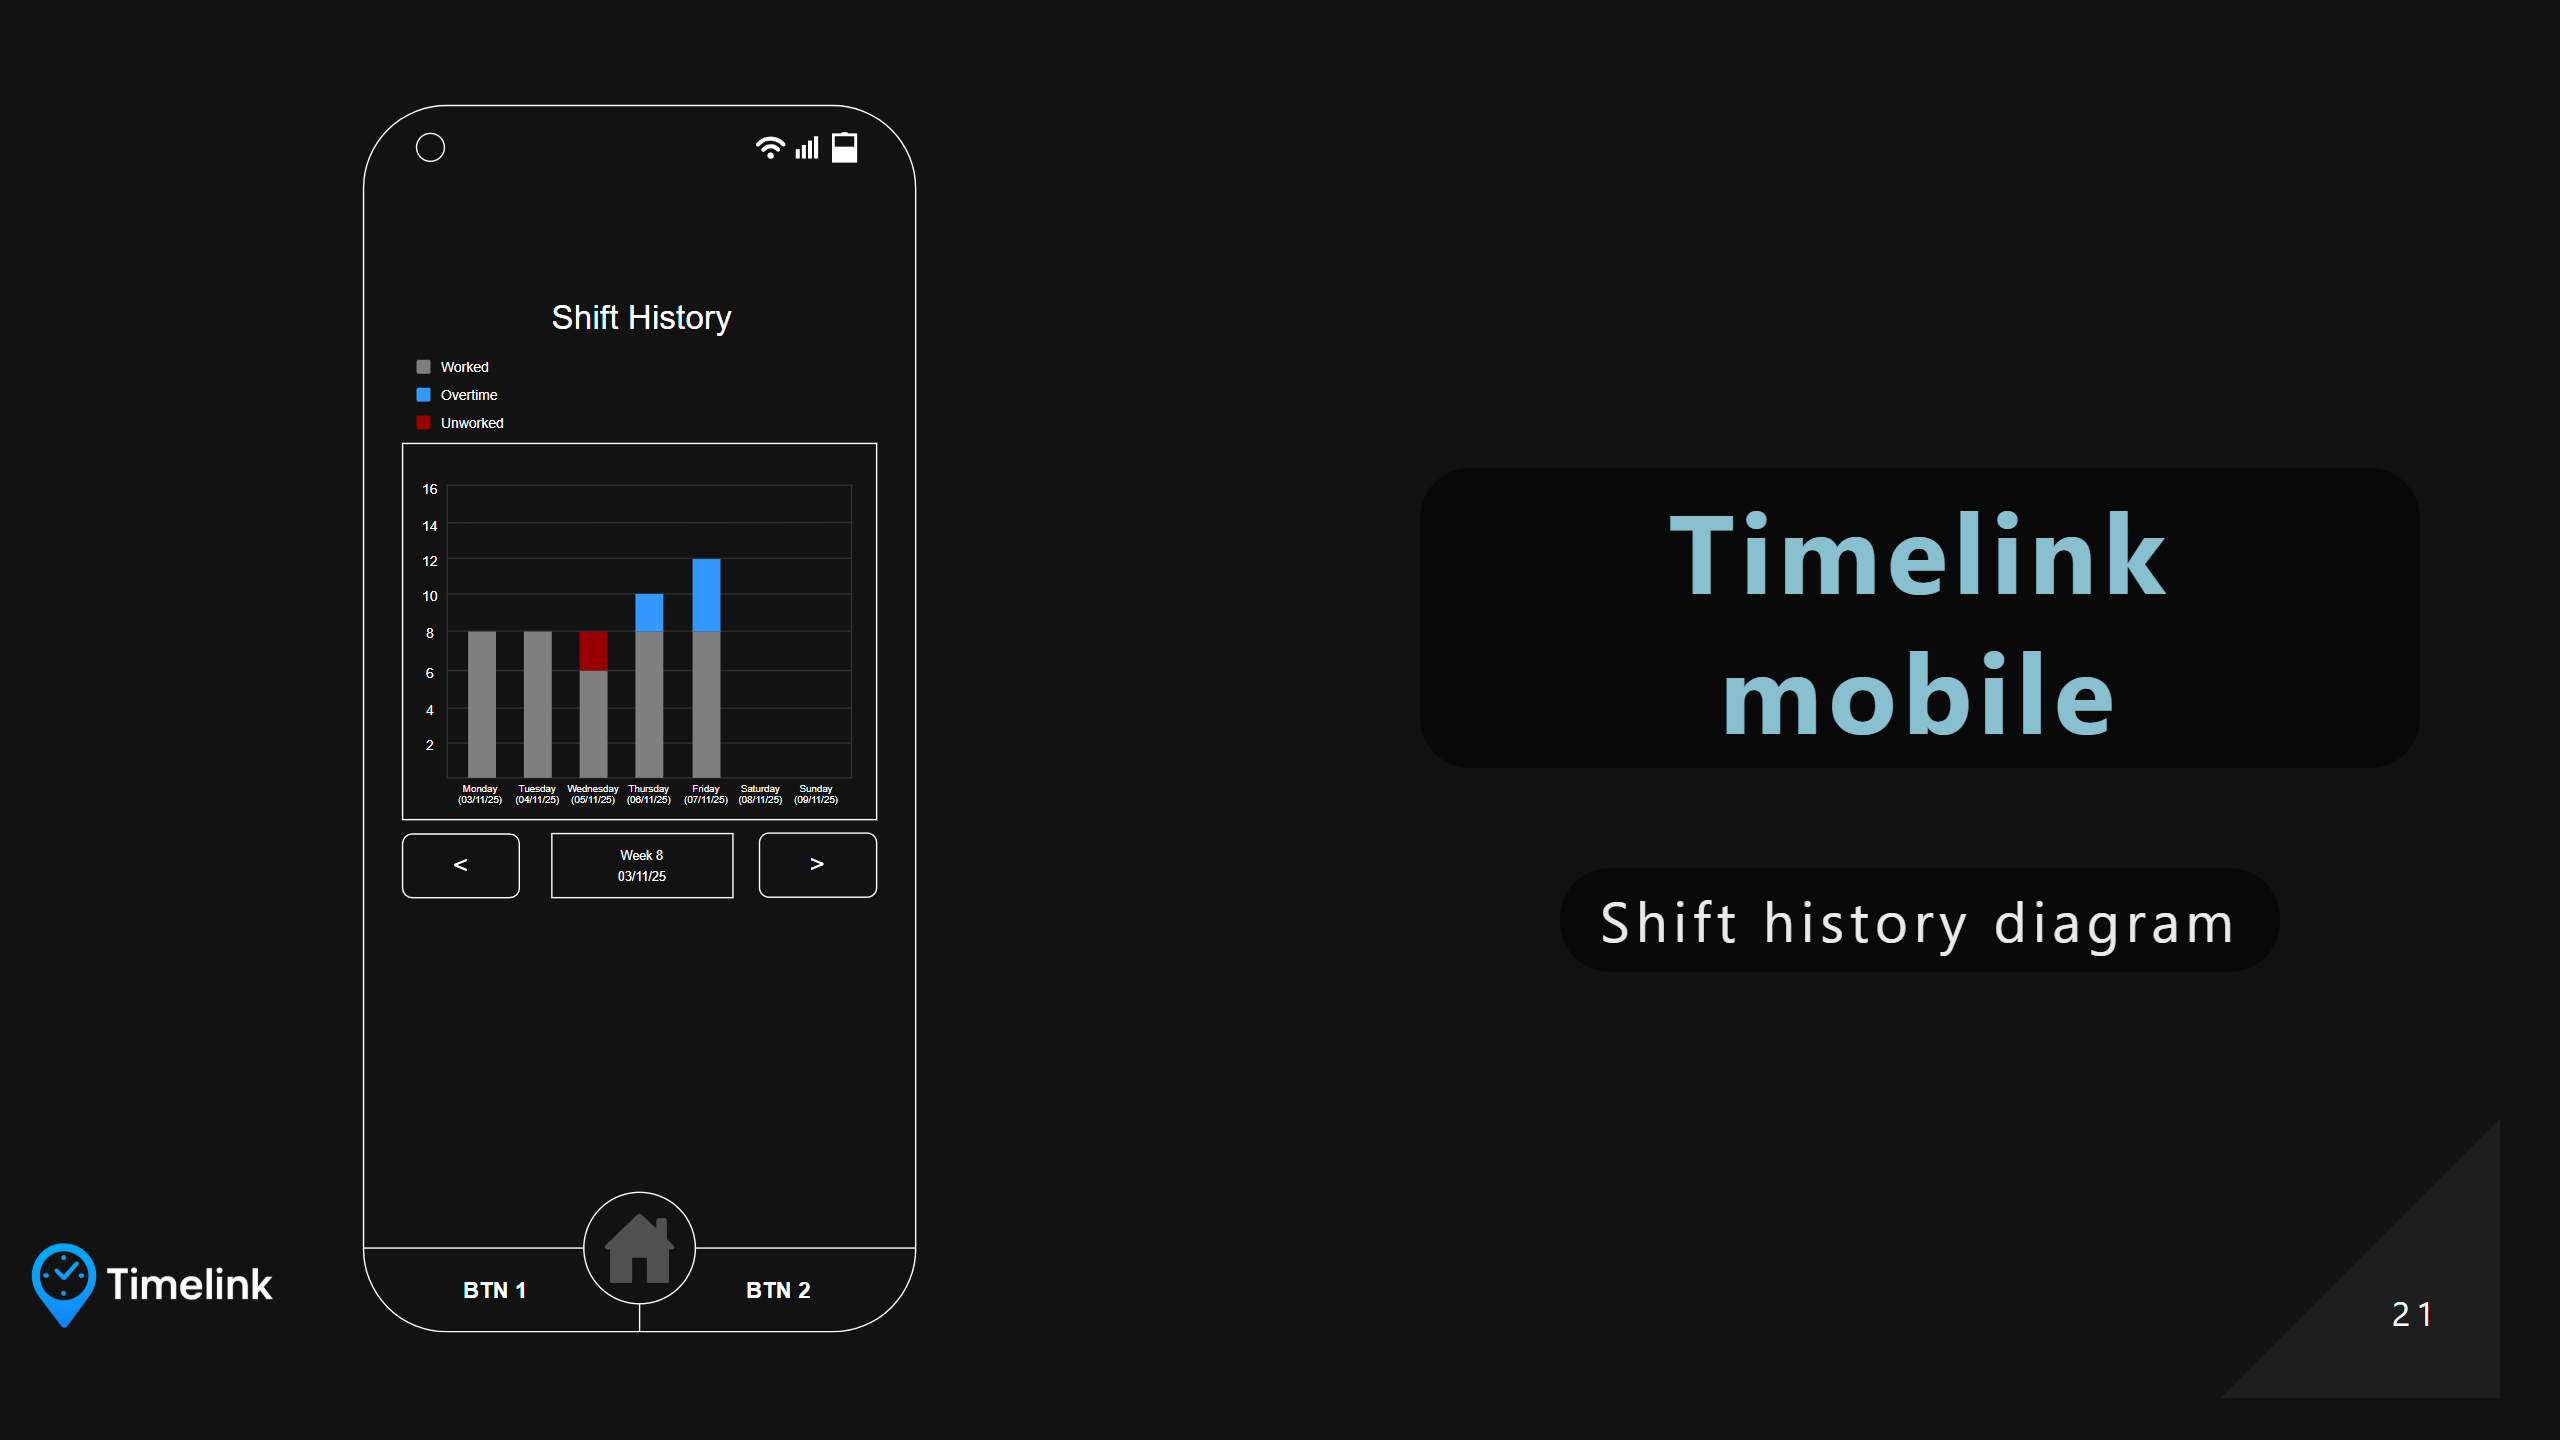 Shift History
Worked
Overtime
Unworked
16
14
12
10
8
6
4
2
Monday Tuesday Wednesday Thursday Friday Saturday Sunday
(03/11/25) (04/11/25) (05/11/25) (06/11/25) (07/11/25) (08/11/25) (09/11/25)
<
Week 8
03/11/25
>
BTN 1
BTN 2
Timelink
mobile
Shift history diagram
Timelink
21